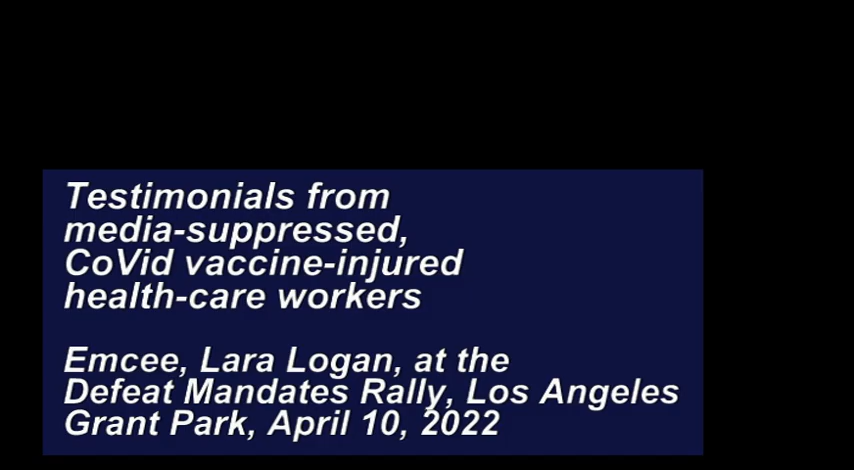 Testimonials from
media-suppressed,
CoVid vaccine-injured
health-care workers
Emcee, Lara Logan, at the
Defeat Mandates Rally, Los Angeles
Grant Park, April 10, 2022